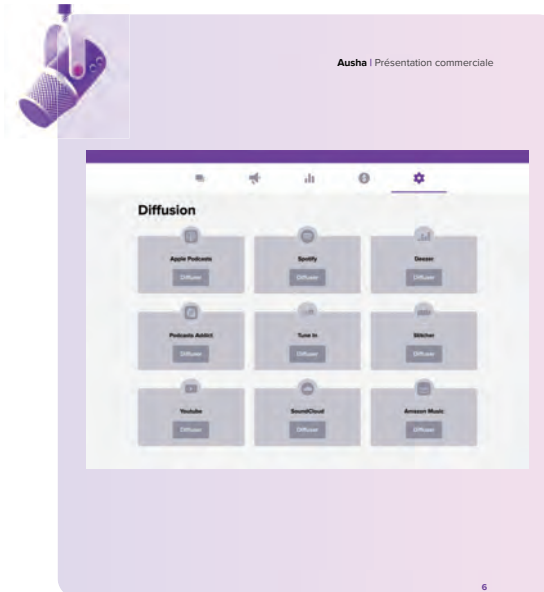 Ausha | Présentation commerciale
Diffusion
Apple Podcasts
Spotify
Deezer
Diffuser
Diffuser
Diffuser
Podcasts Addict
Tune In
Stitcher
Diffuser
Diffuser
Diffuser
Youtube
SoundCloud
Amazon Music
Diffuser
Diffuser
Diffuser
6